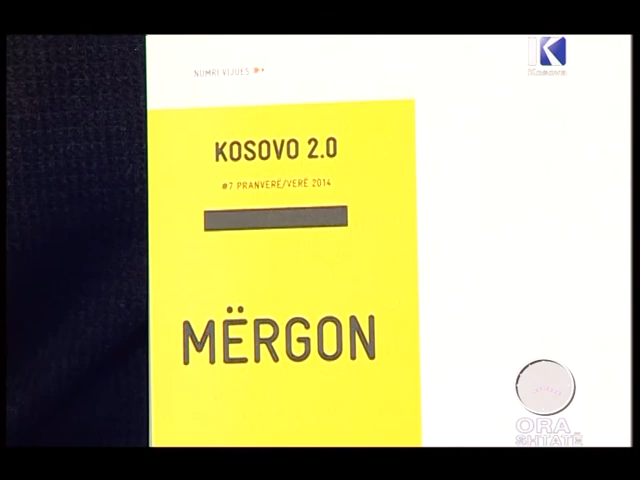 NUMRI VIJUES
K
Kosova
KOSOVO 2.0
#7 PRANVERË/VERË 2014
MËRGON
ORA
SHTATË